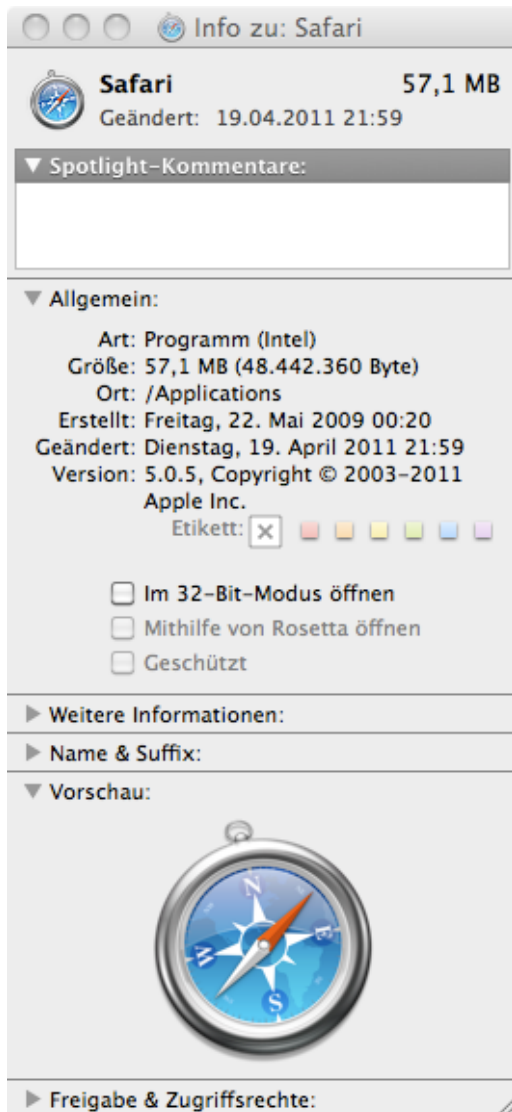 Info zu: Safari
Safari 57,1 MB
Geändert: 19.04.2011 21:59
Spotlight-Kommentare:
Allgemein:
Art: Programm (Intel)
Größe: 57,1 MB (48.442.360 Byte)
Ort: /Applications
Erstellt: Freitag, 22. Mai 2009 00:20
Geändert: Dienstag, 19. April 2011 21:59
Version: 5.0.5, Copyright © 2003-2011
Apple Inc.
Etikett:
Im 32-Bit-Modus öffnen
Mithilfe von Rosetta öffnen
Geschützt
Weitere Informationen:
Name & Suffix:
Vorschau:
N
E
W
S
Freigabe & Zugriffsrechte: